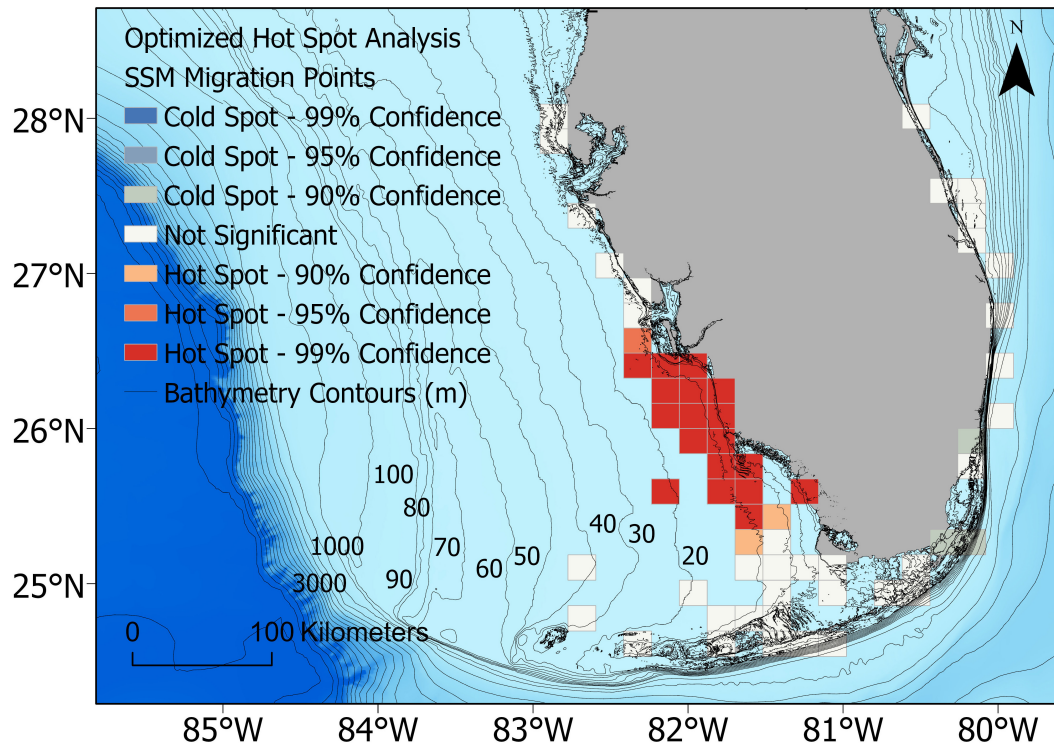 Optimized Hot Spot Analysis
SSM Migration Points
Cold Spot - 99% Confidence
Cold Spot - 95% Confidence
Cold Spot - 90% Confidence
Not Significant
Hot Spot - 90% Confidence
Hot Spot - 95% Confidence
Hot Spot - 99% Confidence
Bathymetry Contours (m)
N
28°N
27°N
26°N
25°N
100
80
40
30
1000
70
50
20
60
90
3000
0 100 Kilometers
85°W 84°W 83°W 82°W 81°W 80°W